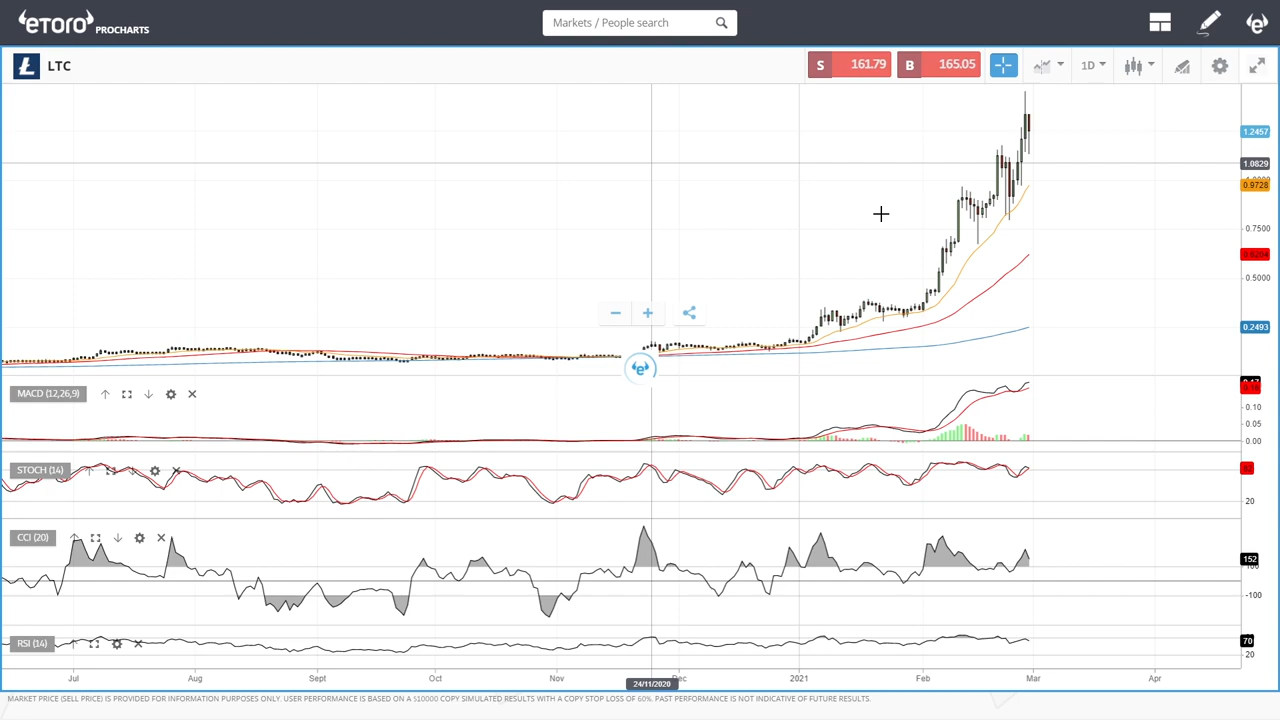 eTORO PROCHARTS
Markets / People search
LTC
S 161.79 B 165.05 1D
1.2457
1.0829
0.9728
0.7500
0.6204
0.5000
0.2493
MACD (12,26,9)
0.10
0.05
0.00
STOCH (14)
20
CCI (20)
152
100
-100
RSI (14)
70
20
Jul Aug Sept Oct Nov Dec 2021 Feb Mar Apr
24/11/2020
MARKET PRICE (SELL PRICE) IS PROVIDED FOR INFORMATION PURPOSES ONLY. USER PERFORMANCE IS BASED ON A $10000 COPY SIMULATED RESULTS WITH A COPY STOP LOSS OF 60%. PAST PERFORMANCE IS NOT INDICATIVE OF FUTURE RESULTS.